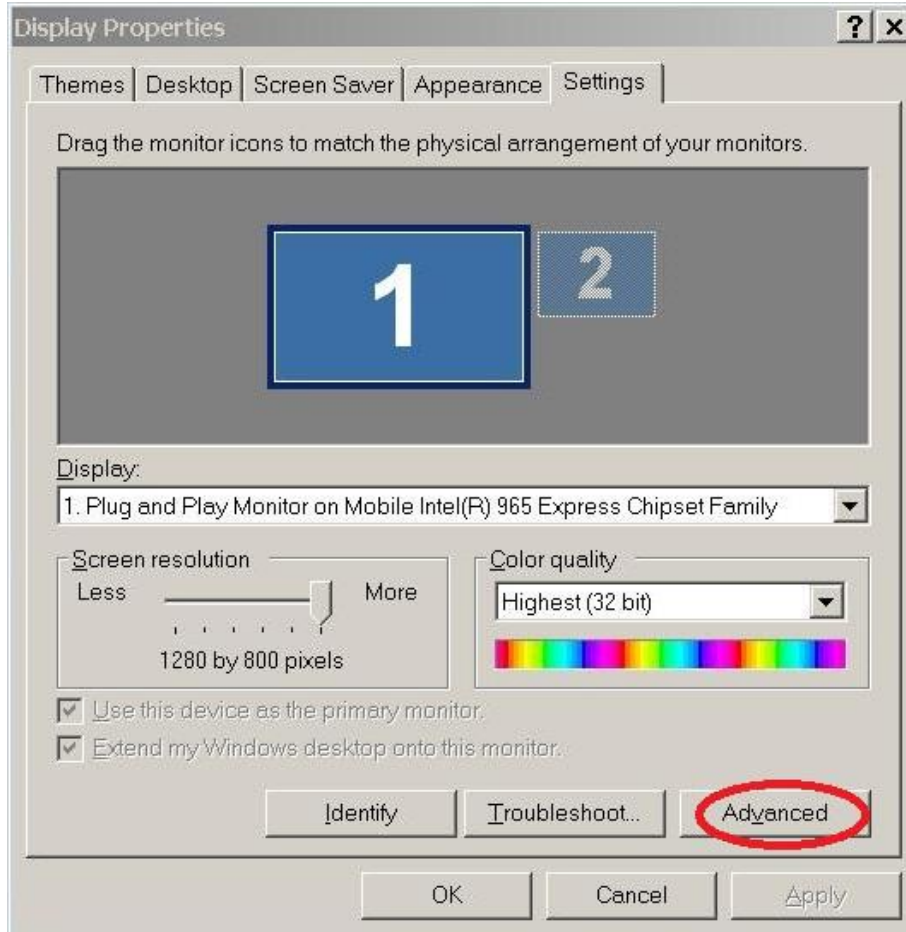 Display Properties
Themes Desktop Screen Saver Appearance Settings
Drag the monitor icons to match the physical arrangement of your monitors.
1 2
Display:
1. Plug and Play Monitor on Mobile Intel(R) 965 Express Chipset Family
Screen resolution
Less More
1280 by 800 pixels
Color quality
Highest (32 bit)
Use this device as the primary monitor.
Extend my Windows desktop onto this monitor.
Identify Troubleshoot... Advanced
OK Cancel Apply